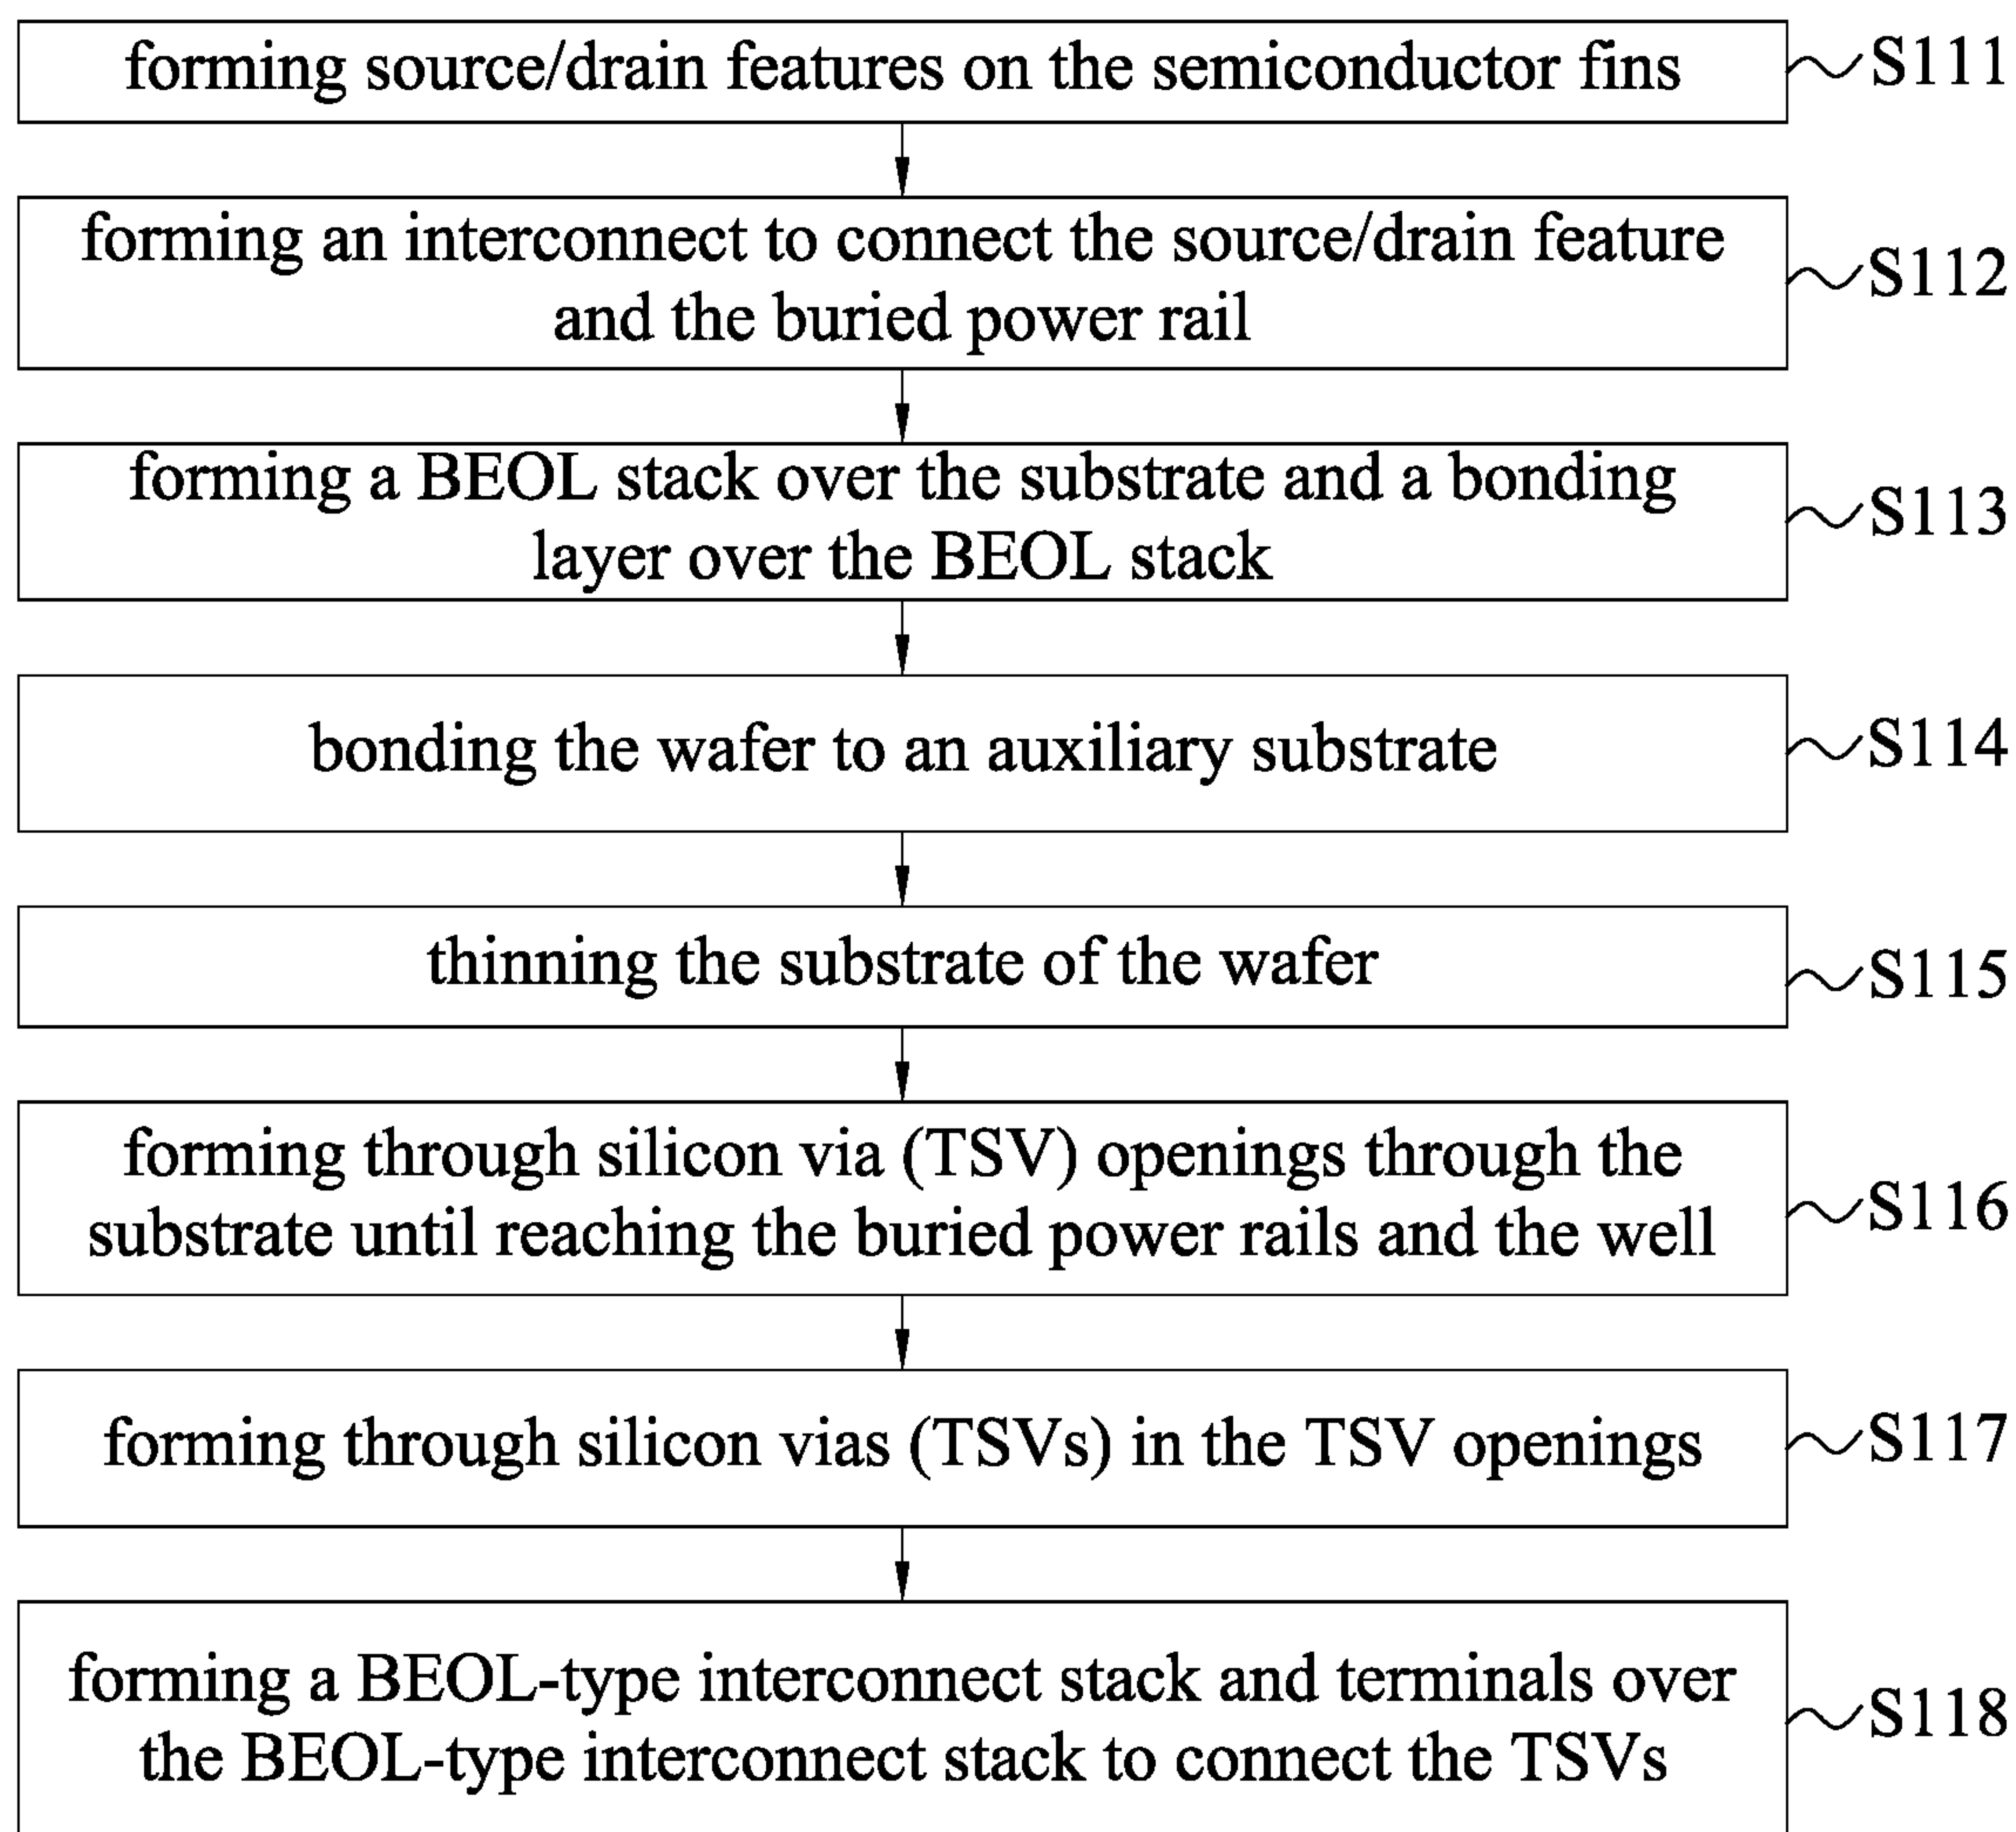 forming source/drain features on the semiconductor fins
S111
forming an interconnect to connect the source/drain feature
and the buried power rail
S112
forming a BEOL stack over the substrate and a bonding
layer over the BEOL stack
S113
bonding the wafer to an auxiliary substrate
S114
thinning the substrate of the wafer
S115
forming through silicon via (TSV) openings through the
substrate until reaching the buried power rails and the well
S116
forming through silicon vias (TSVs) in the TSV openings
S117
forming a BEOL-type interconnect stack and terminals over
the BEOL-type interconnect stack to connect the TSVs
S118